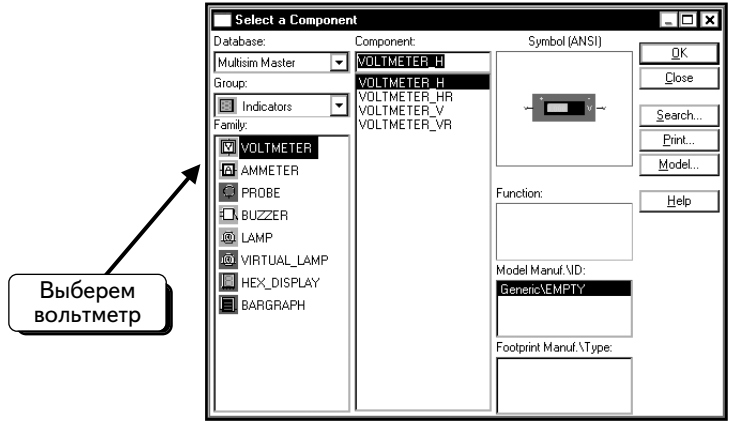 Select a Component
Database:
Multisim Master
Group:
Indicators
Family:
VOLTMETER
AMMETER
PROBE
BUZZER
LAMP
VIRTUAL_LAMP
HEX_DISPLAY
BARGRAPH
Component:
VOLTMETER_H
VOLTMETER_H
VOLTMETER_HR
VOLTMETER_V
VOLTMETER_VR
Symbol (ANSI)
+
V
-
Function:
Model Manuf.\ID:
Generic\EMPTY
Footprint Manuf.\Type:
OK
Close
Search...
Print...
Model...
Help
Выберем
вольтметр